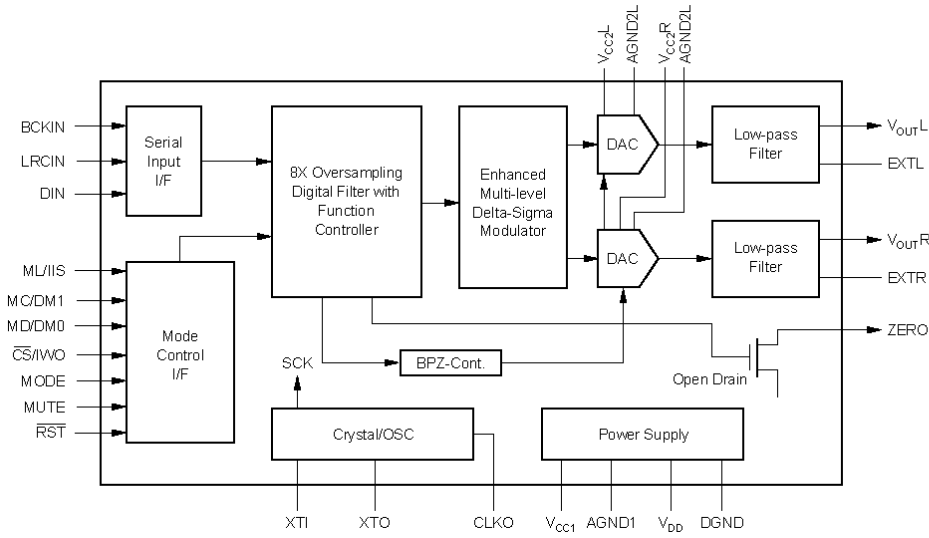 VCC2L
AGND2L
VCC2R
AGND2L
BCKIN
LRCIN
DIN
Serial
Input
I/F
8X Oversampling
Digital Filter with
Function
Controller
Enhanced
Multi-level
Delta-Sigma
Modulator
DAC
Low-pass
Filter
VOUTL
EXTL
DAC
Low-pass
Filter
VOUTR
EXTR
ML/IIS
MC/DM1
MD/DM0
CS/IWO
MODE
MUTE
RST
Mode
Control
I/F
SCK
BPZ-Cont.
Open Drain
ZERO
Crystal/OSC
Power Supply
XTI
XTO
CLKO
VCC1
AGND1
VDD
DGND